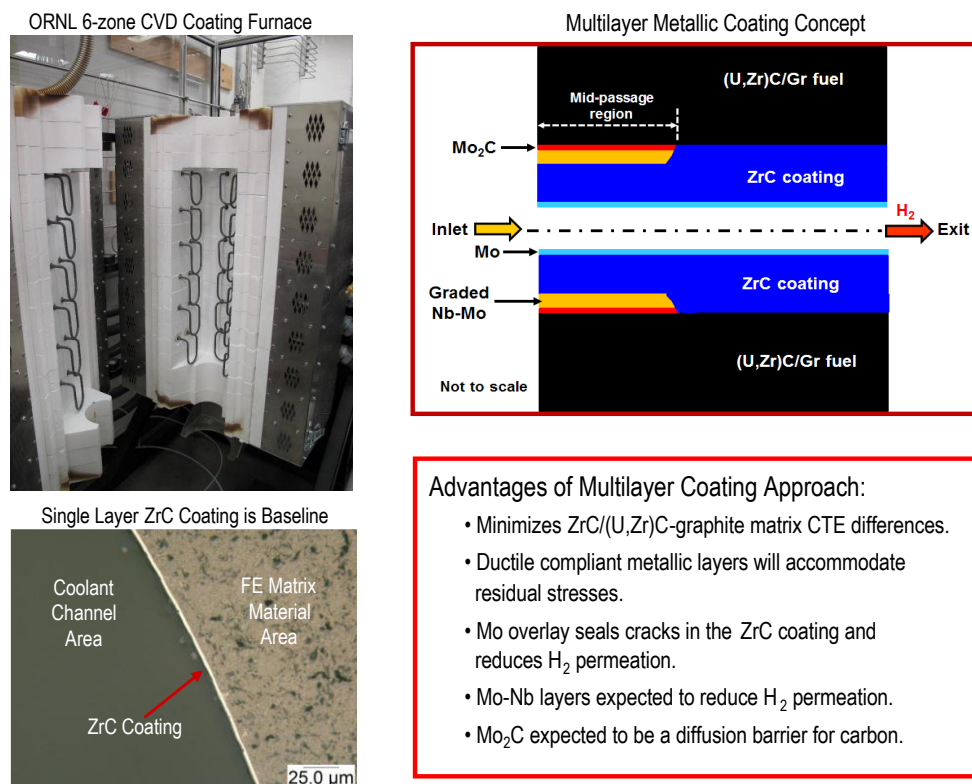 ORNL 6-zone CVD Coating Furnace
Multilayer Metallic Coating Concept
(U,Zr)C/Gr fuel
Mid-passage
region
Mo₂C
ZrC coating
Inlet
H₂
Exit
Mo
Graded
Nb-Mo
ZrC coating
(U,Zr)C/Gr fuel
Not to scale
Single Layer ZrC Coating is Baseline
Coolant
Channel
Area
FE Matrix
Material
Area
ZrC Coating
25.0 µm
Advantages of Multilayer Coating Approach:
• Minimizes ZrC/(U,Zr)C-graphite matrix CTE differences.
• Ductile compliant metallic layers will accommodate
residual stresses.
• Mo overlay seals cracks in the ZrC coating and
reduces H₂ permeation.
• Mo-Nb layers expected to reduce H₂ permeation.
• Mo₂C expected to be a diffusion barrier for carbon.